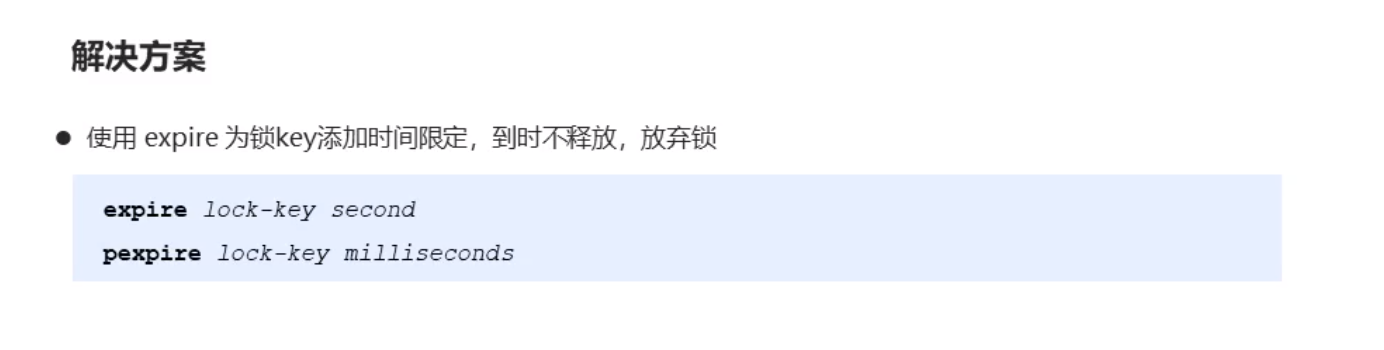 解决方案
● 使用 expire 为锁key添加时间限定，到时不释放，放弃锁
expire lock-key second
pexpire lock-key milliseconds